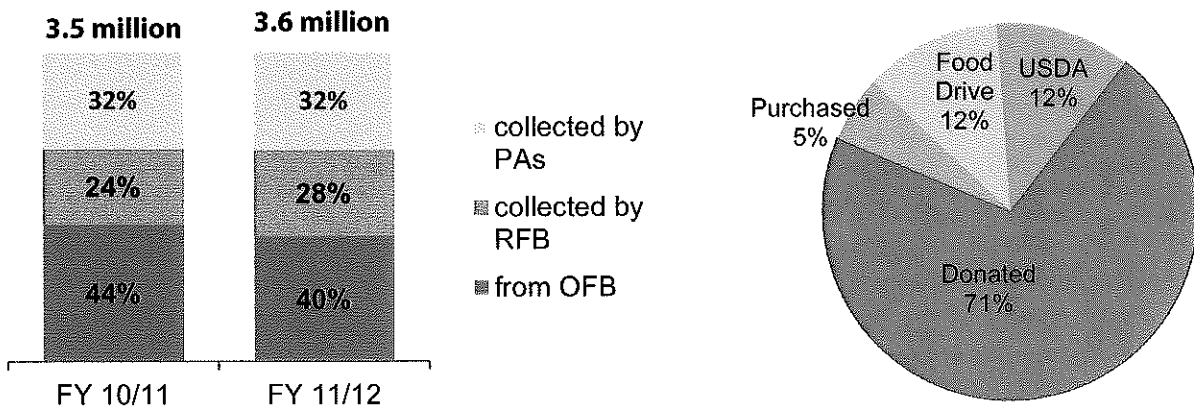 3.5 million
3.6 million
32%
32%
24%
28%
44%
40%
FY 10/11
FY 11/12
collected by
PAs
collected by
RFB
from OFB
Food
Drive
12%
USDA
12%
Purchased
5%
Donated
71%